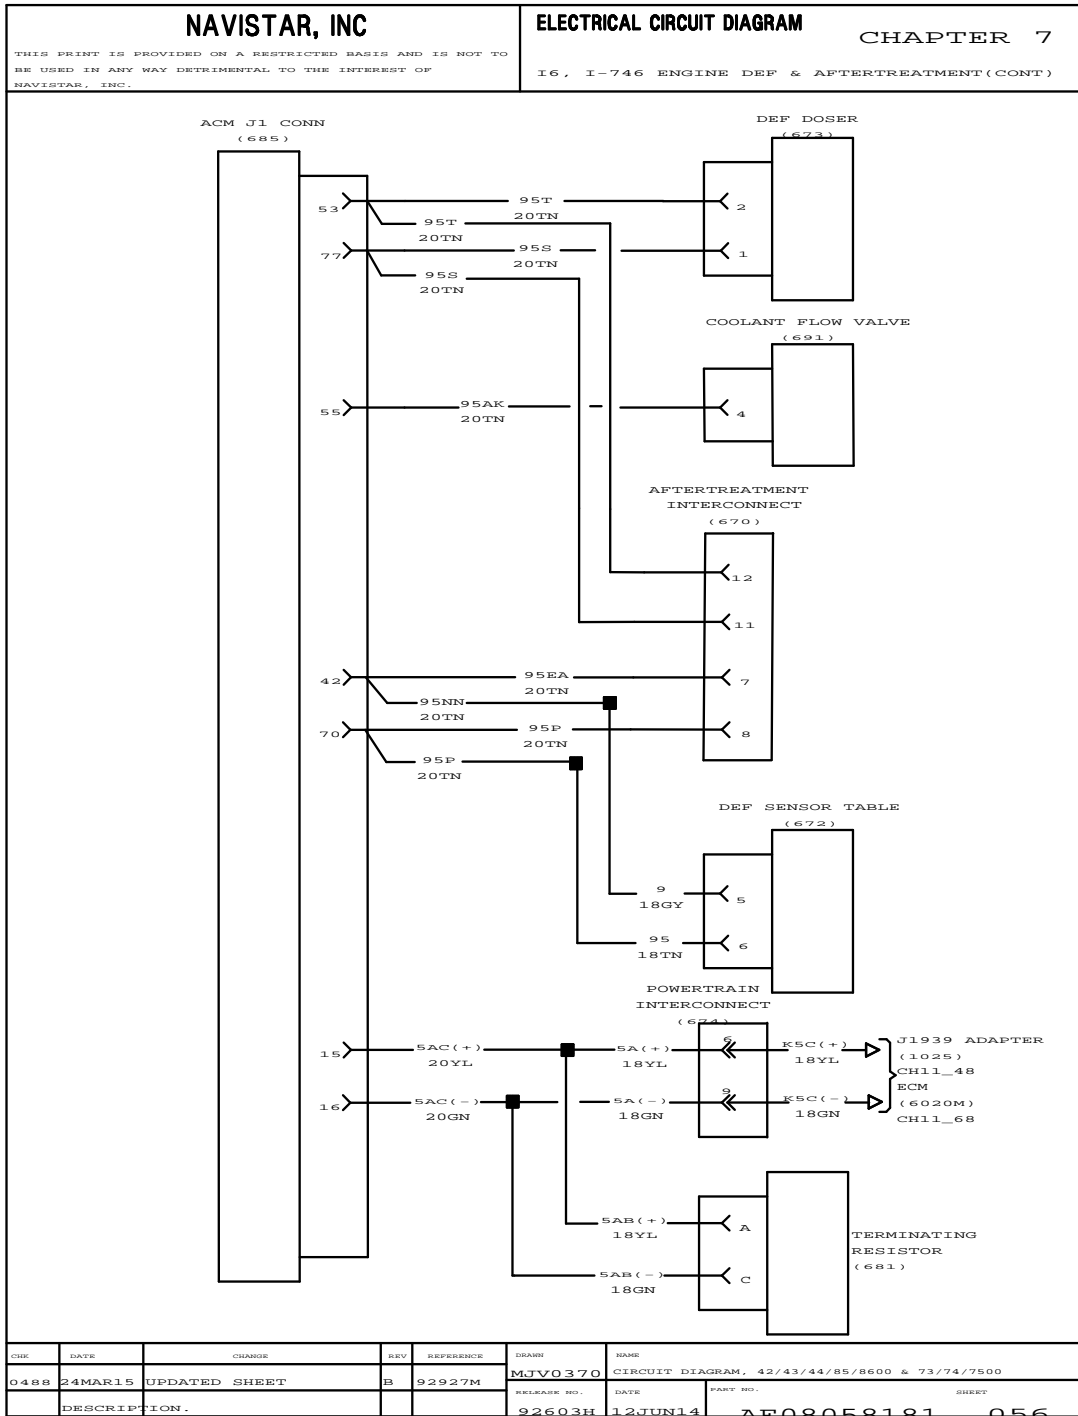 NAVISTAR, INC
THIS PRINT IS PROVIDED ON A RESTRICTED BASIS AND IS NOT TO
BE USED IN ANY WAY DETRIMENTAL TO THE INTEREST OF
NAVISTAR, INC.
ELECTRICAL CIRCUIT DIAGRAM
CHAPTER 7
I6, I-746 ENGINE DEF & AFTERTREATMENT(CONT)
ACM J1 CONN
(685)
DEF DOSER
(673)
53
95T
20TN
2
95T
20TN
77
95S
20TN
1
95S
20TN
COOLANT FLOW VALVE
(691)
55
95AK
20TN
4
AFTERTREATMENT
INTERCONNECT
(670)
12
11
42
95EA
20TN
7
95NN
20TN
70
95P
20TN
8
95P
20TN
DEF SENSOR TABLE
(672)
9
18GY
5
95
18TN
6
POWERTRAIN
INTERCONNECT
(674)
15
5AC(+)
20YL
5A(+)
18YL
6
K5C(+)
18YL
16
5AC(-)
20GN
5A(-)
18GN
9
K5C(-)
18GN
J1939 ADAPTER
(1025)
CH11_48
ECM
(6020M)
CH11_68
5AB(+)
18YL
A
5AB(-)
18GN
C
TERMINATING
RESISTOR
(681)
CHK DATE CHANGE REV REFERENCE
0488 24MAR15 UPDATED SHEET B 92927M
DESCRIPTION.
DRAWN
MJV0370
NAME
CIRCUIT DIAGRAM, 42/43/44/85/8600 & 73/74/7500
RELEASE NO.
92603H
DATE
12JUN14
PART NO.
AE08058181
SHEET
056